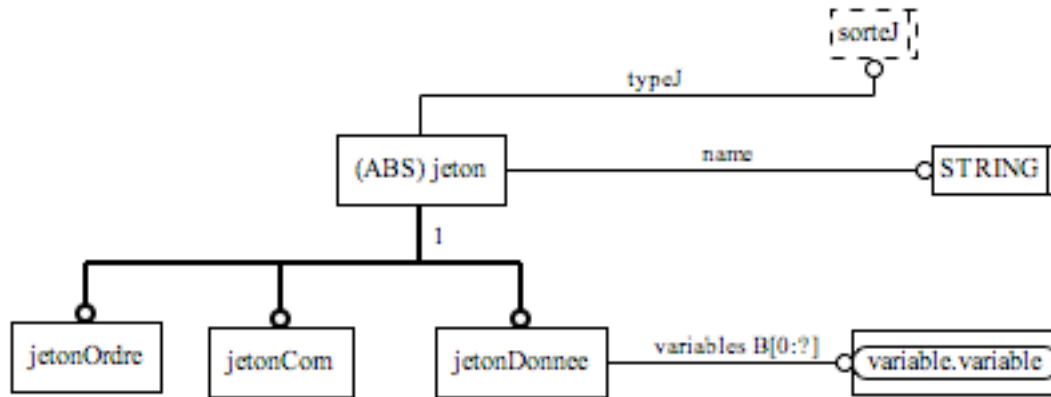 sorteJ
typeJ
(ABS) jeton
name
STRING
1
jetonOrdre
jetonCom
jetonDonnee
variables B[0:?]
variable.variable